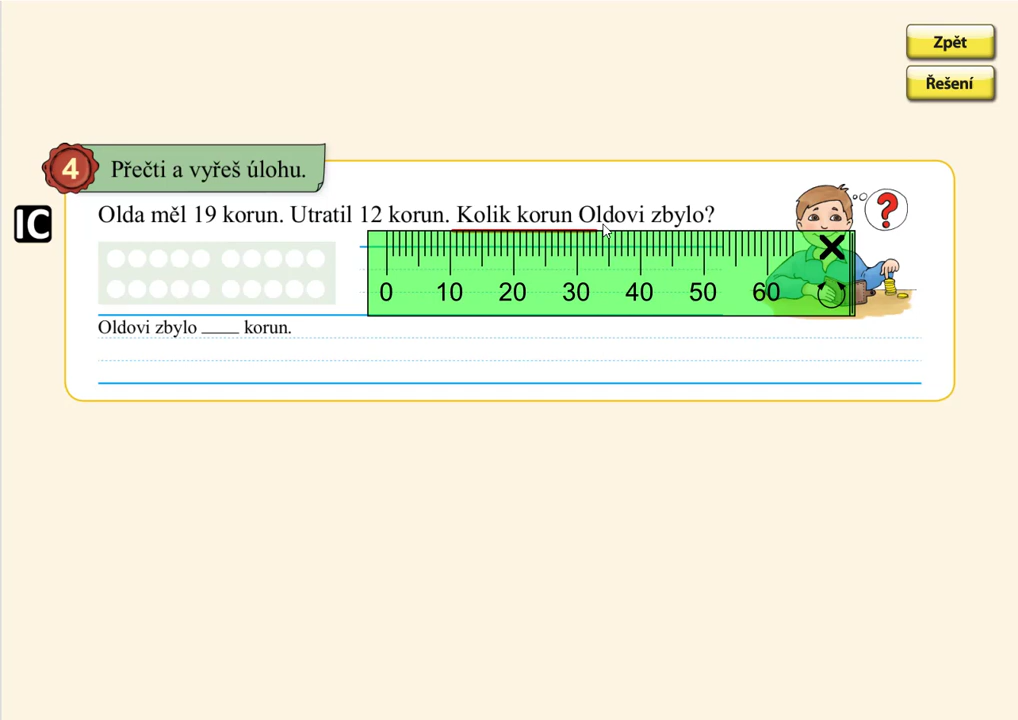 Zpět
Řešení
4 Přečti a vyřeš úlohu.
IC
Olda měl 19 korun. Utratil 12 korun. Kolik korun Oldovi zbylo?
?
0 10 20 30 40 50 60
Oldovi zbylo ____ korun.